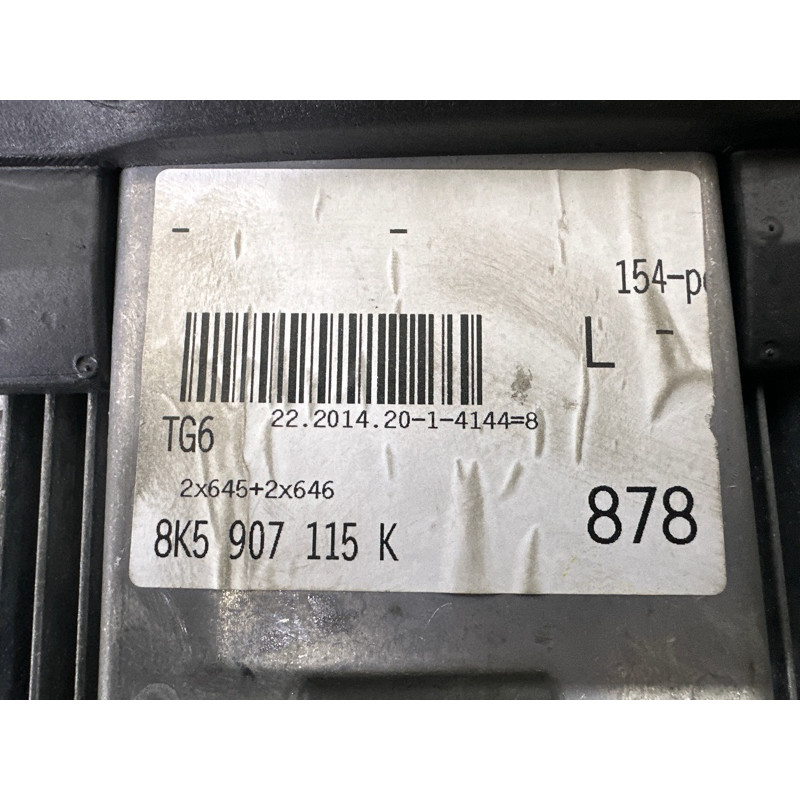 - -
154-p
L -
22.2014.20-1-4144=8
TG6
2x645+2x646
878
8K5 907 115 K